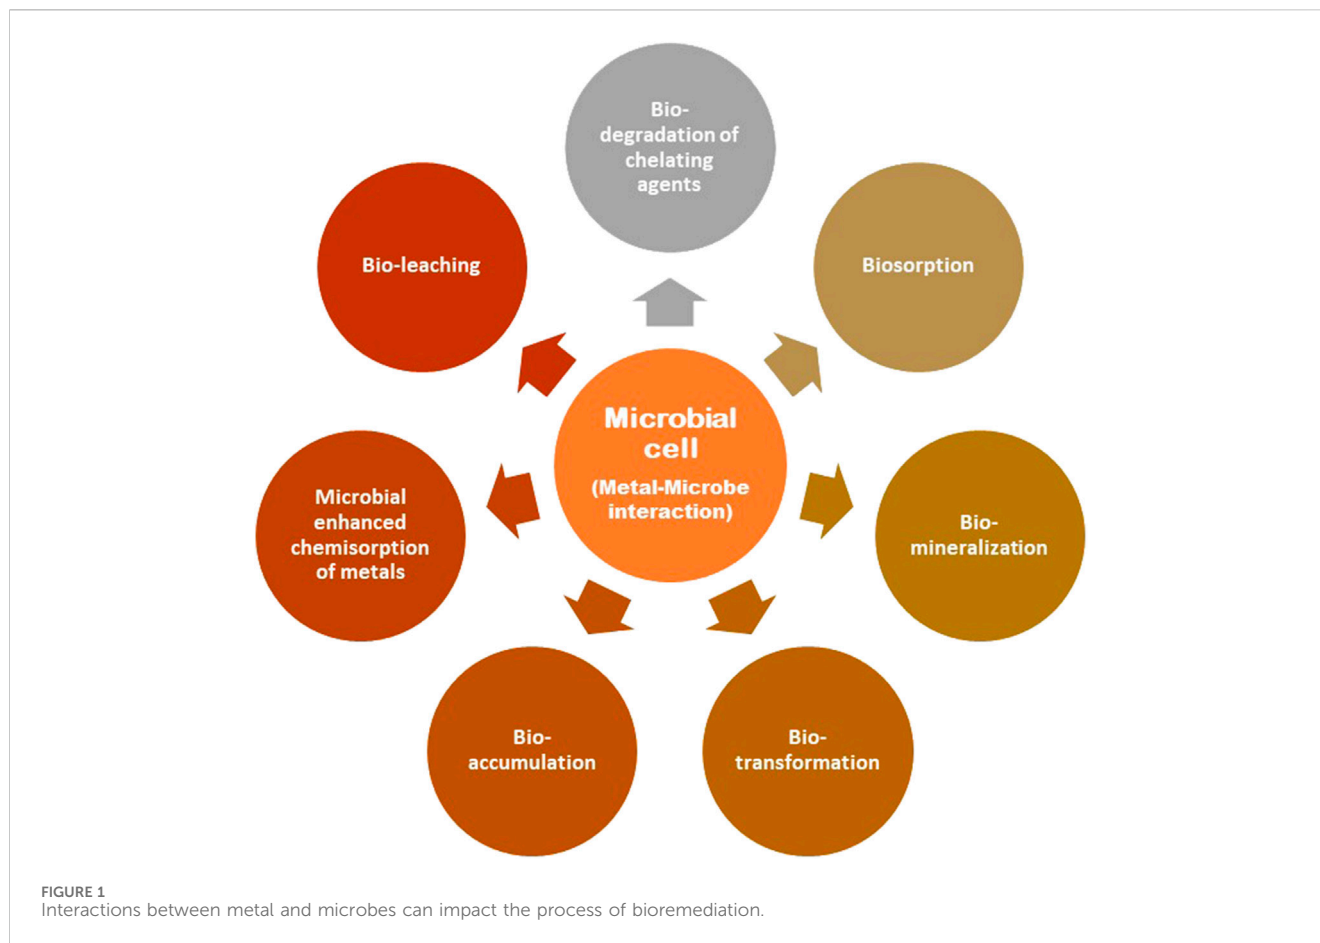 Bio-
degradation of
chelating
agents
Biosorption
Bio-
mineralization
Bio-
transformation
Bio-
accumulation
Microbial
enhanced
chemisorption
of metals
Bio-leaching
Microbial
cell
(Metal-Microbe
interaction)
FIGURE 1
Interactions between metal and microbes can impact the process of bioremediation.